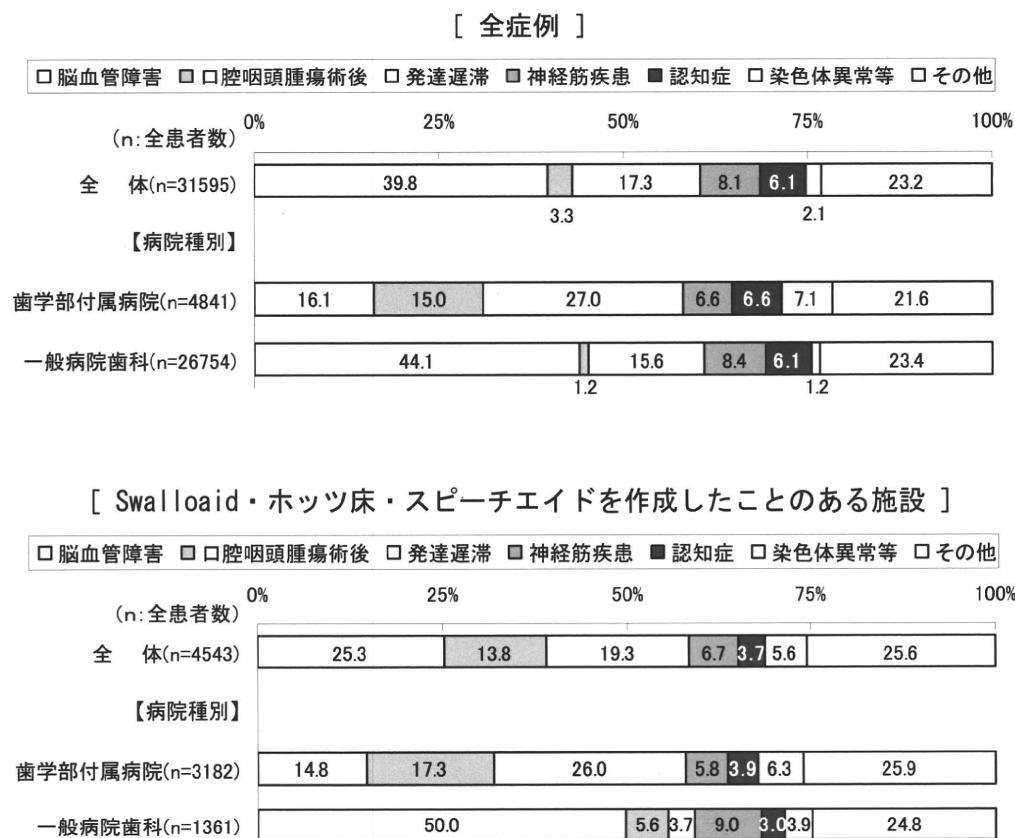 [ 全症例 ]
□脳血管障害 □口腔咽頭腫瘍術後 □発達遅滞 ■神経筋疾患 ■認知症 □染色体異常等 □その他
0% 25% 50% 75% 100%
(n:全患者数)
全 体(n=31595) 39.8 17.3 8.1 6.1 23.2
3.3 2.1
【病院種別】
歯学部付属病院(n=4841) 16.1 15.0 27.0 6.6 6.6 7.1 21.6
一般病院歯科(n=26754) 44.1 15.6 8.4 6.1 23.4
1.2 1.2
[ Swalloaid・ホッツ床・スピーチエイドを作成したことのある施設 ]
□脳血管障害 □口腔咽頭腫瘍術後 □発達遅滞 ■神経筋疾患 ■認知症 □染色体異常等 □その他
0% 25% 50% 75% 100%
(n:全患者数)
全 体(n=4543) 25.3 13.8 19.3 6.7 3.7 5.6 25.6
【病院種別】
歯学部付属病院(n=3182) 14.8 17.3 26.0 5.8 3.9 6.3 25.9
一般病院歯科(n=1361) 50.0 5.6 3.7 9.0 3.0 3.9 24.8